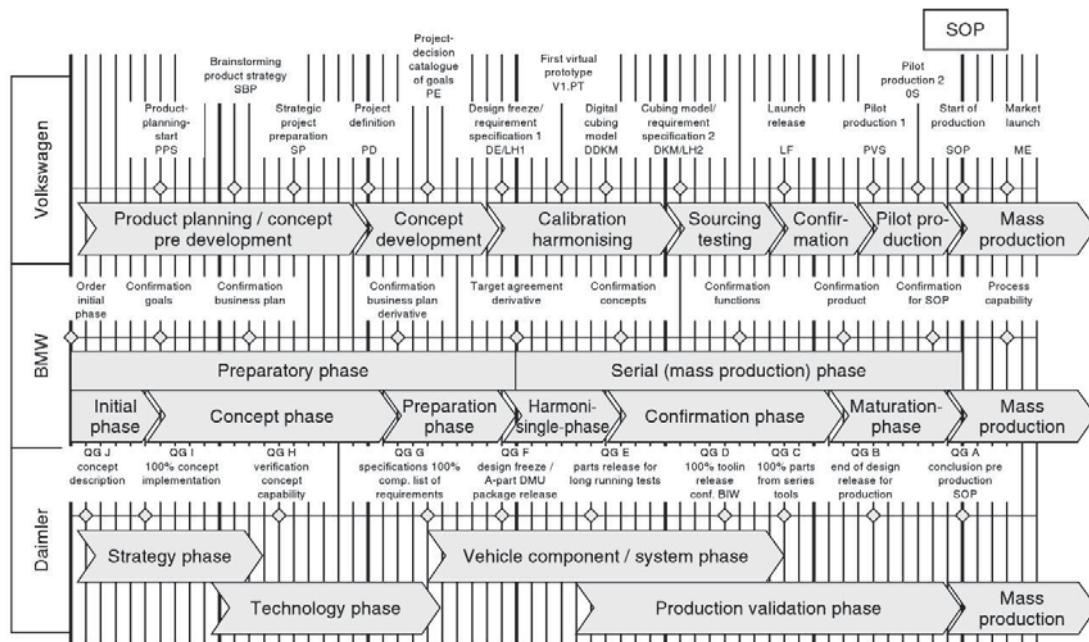 SOP
Volkswagen
Brainstorming
product strategy
SBP
Project-
decision
catalogue
of goals
PE
First virtual
prototype
V1.PT
Pilot
production 2
0S
Product-
planning-
start
PPS
Strategic
project
preparation
SP
Project
definition
PD
Design freeze/
requirement
specification 1
DE/LH1
Digital
cubing
model
DDKM
Cubing model/
requirement
specification 2
DKM/LH2
Launch
release
LF
Pilot
production 1
PVS
Start of
production
SOP
Market
launch
ME
Product planning / concept
pre development
Concept
development
Calibration
harmonising
Sourcing
testing
Confir-
mation
Pilot pro-
duction
Mass
production
BMW
Order
initial
phase
Confirmation
goals
Confirmation
business plan
Confirmation
business plan
derivative
Target agreement
derivative
Confirmation
concepts
Confirmation
functions
Confirmation
product
Confirmation
for SOP
Process
capability
Preparatory phase
Serial (mass production) phase
Initial
phase
Concept phase
Preparation
phase
Harmoni-
single-phase
Confirmation phase
Maturation-
phase
Mass
production
Daimler
QG J
concept
description
QG I
100% concept
implementation
QG H
verification
concept
capability
QG G
specifications 100%
comp. list of
requirements
QG F
design freeze /
A-part DMU
package release
QG E
parts release for
long running tests
QG D
100% toolin
release
conf. BIW
QG C
100% parts
from series
tools
QG B
end of design
release for
production
QG A
conclusion pre
production
SOP
Strategy phase
Vehicle component / system phase
Technology phase
Production validation phase
Mass
production